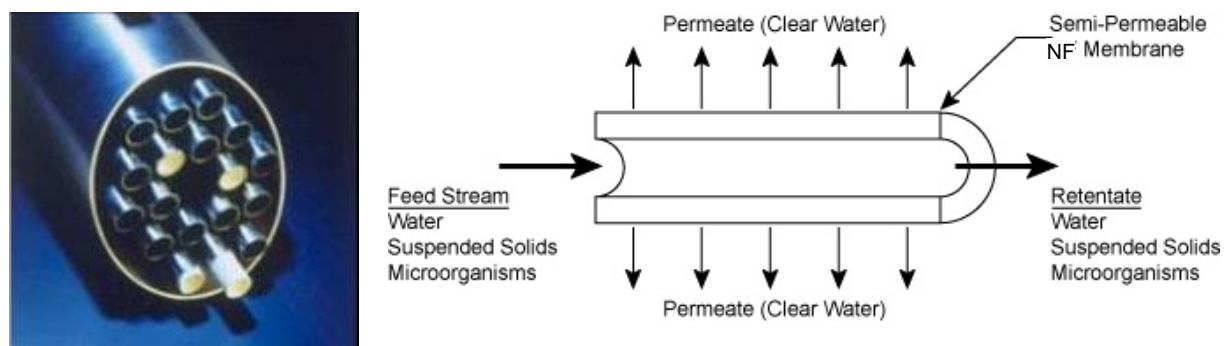 Permeate (Clear Water)
Semi-Permeable
NF Membrane
Feed Stream
Water
Suspended Solids
Microorganisms
Retentate
Water
Suspended Solids
Microorganisms
Permeate (Clear Water)